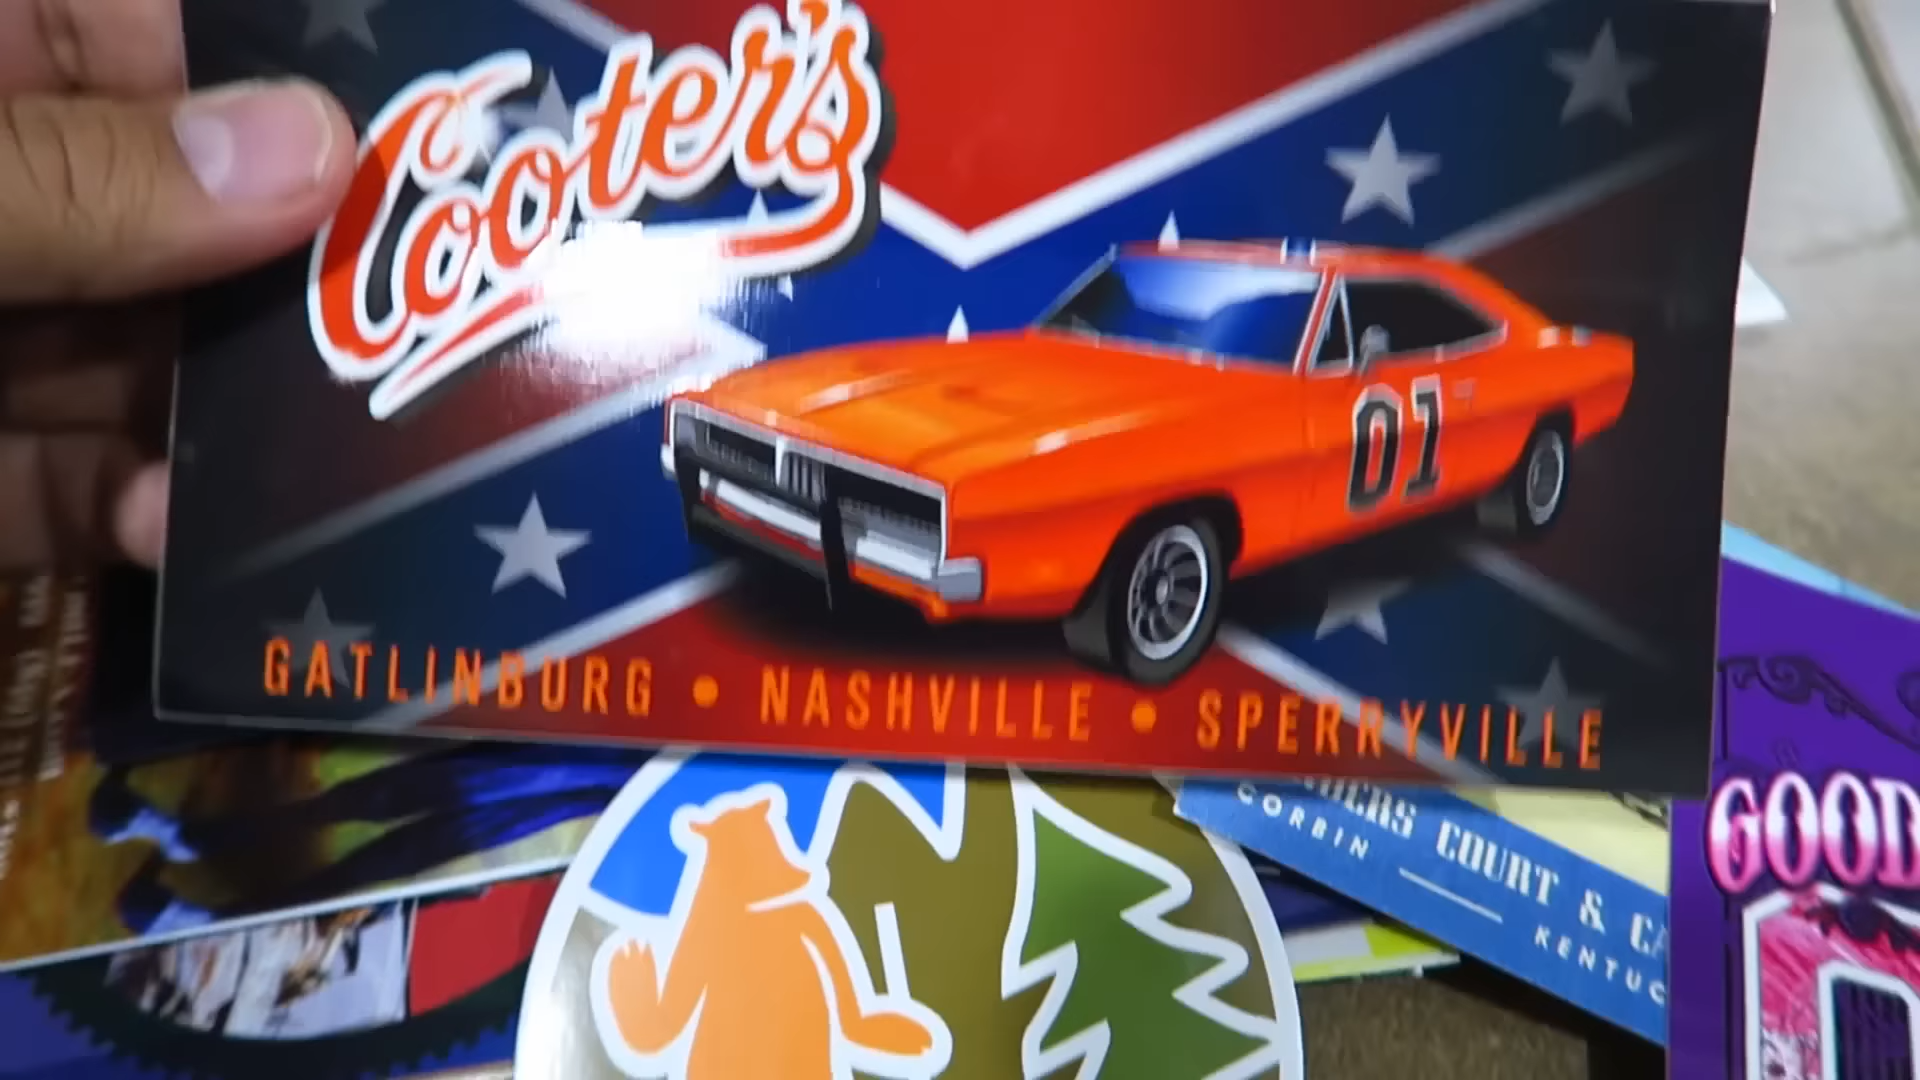 Cooter's
01
GATLINBURG • NASHVILLE • SPERRYVILLE
COURT &
CORBIN
KENTUC
GOOD